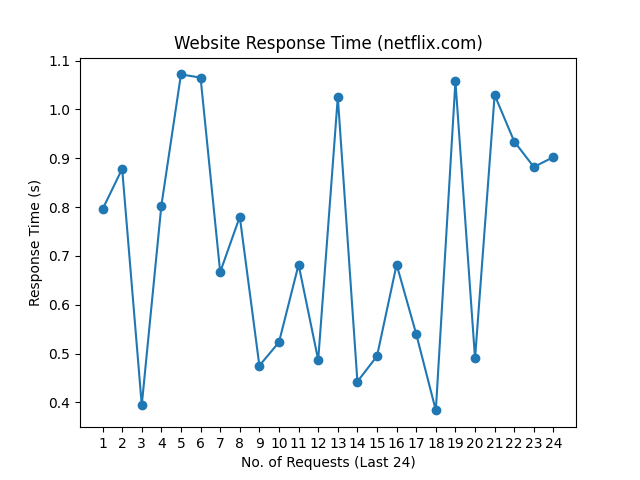 Website Response Time (netflix.com)
1.1
1.0
0.9
0.8
0.7
0.6
0.5
0.4
Response Time (s)
1 2 3 4 5 6 7 8 9 10 11 12 13 14 15 16 17 18 19 20 21 22 23 24
No. of Requests (Last 24)